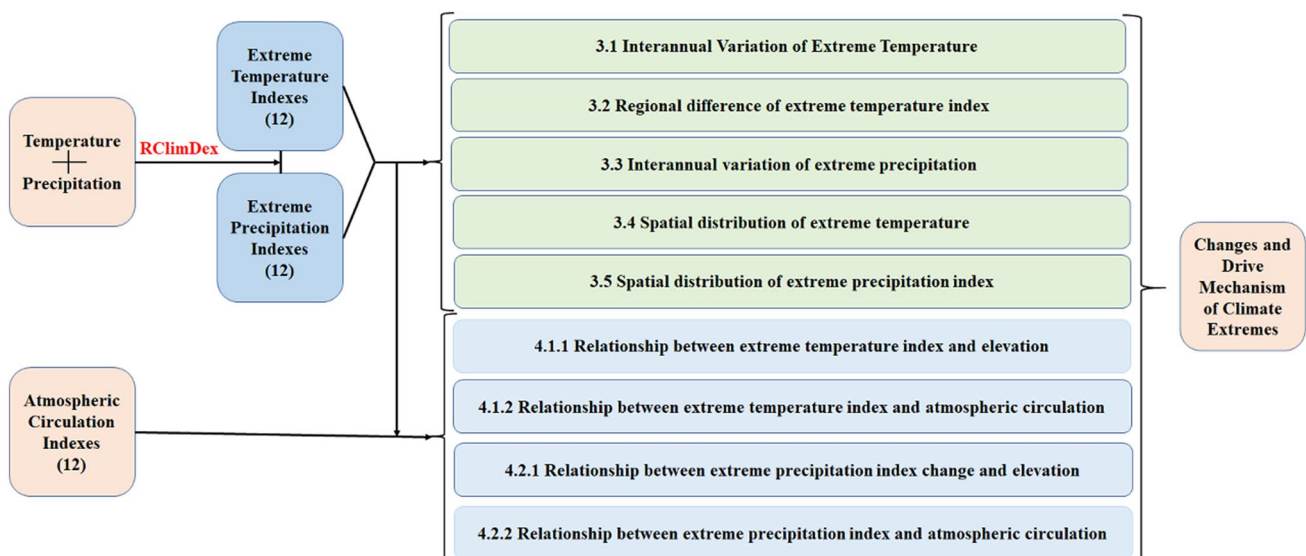 Temperature
+
Precipitation
RClimDex
Extreme
Temperature
Indexes
(12)
Extreme
Precipitation
Indexes
(12)
Atmospheric
Circulation
Indexes
(12)
3.1 Interannual Variation of Extreme Temperature
3.2 Regional difference of extreme temperature index
3.3 Interannual variation of extreme precipitation
3.4 Spatial distribution of extreme temperature
3.5 Spatial distribution of extreme precipitation index
4.1.1 Relationship between extreme temperature index and elevation
4.1.2 Relationship between extreme temperature index and atmospheric circulation
4.2.1 Relationship between extreme precipitation index change and elevation
4.2.2 Relationship between extreme precipitation index and atmospheric circulation
Changes and
Drive
Mechanism
of Climate
Extremes